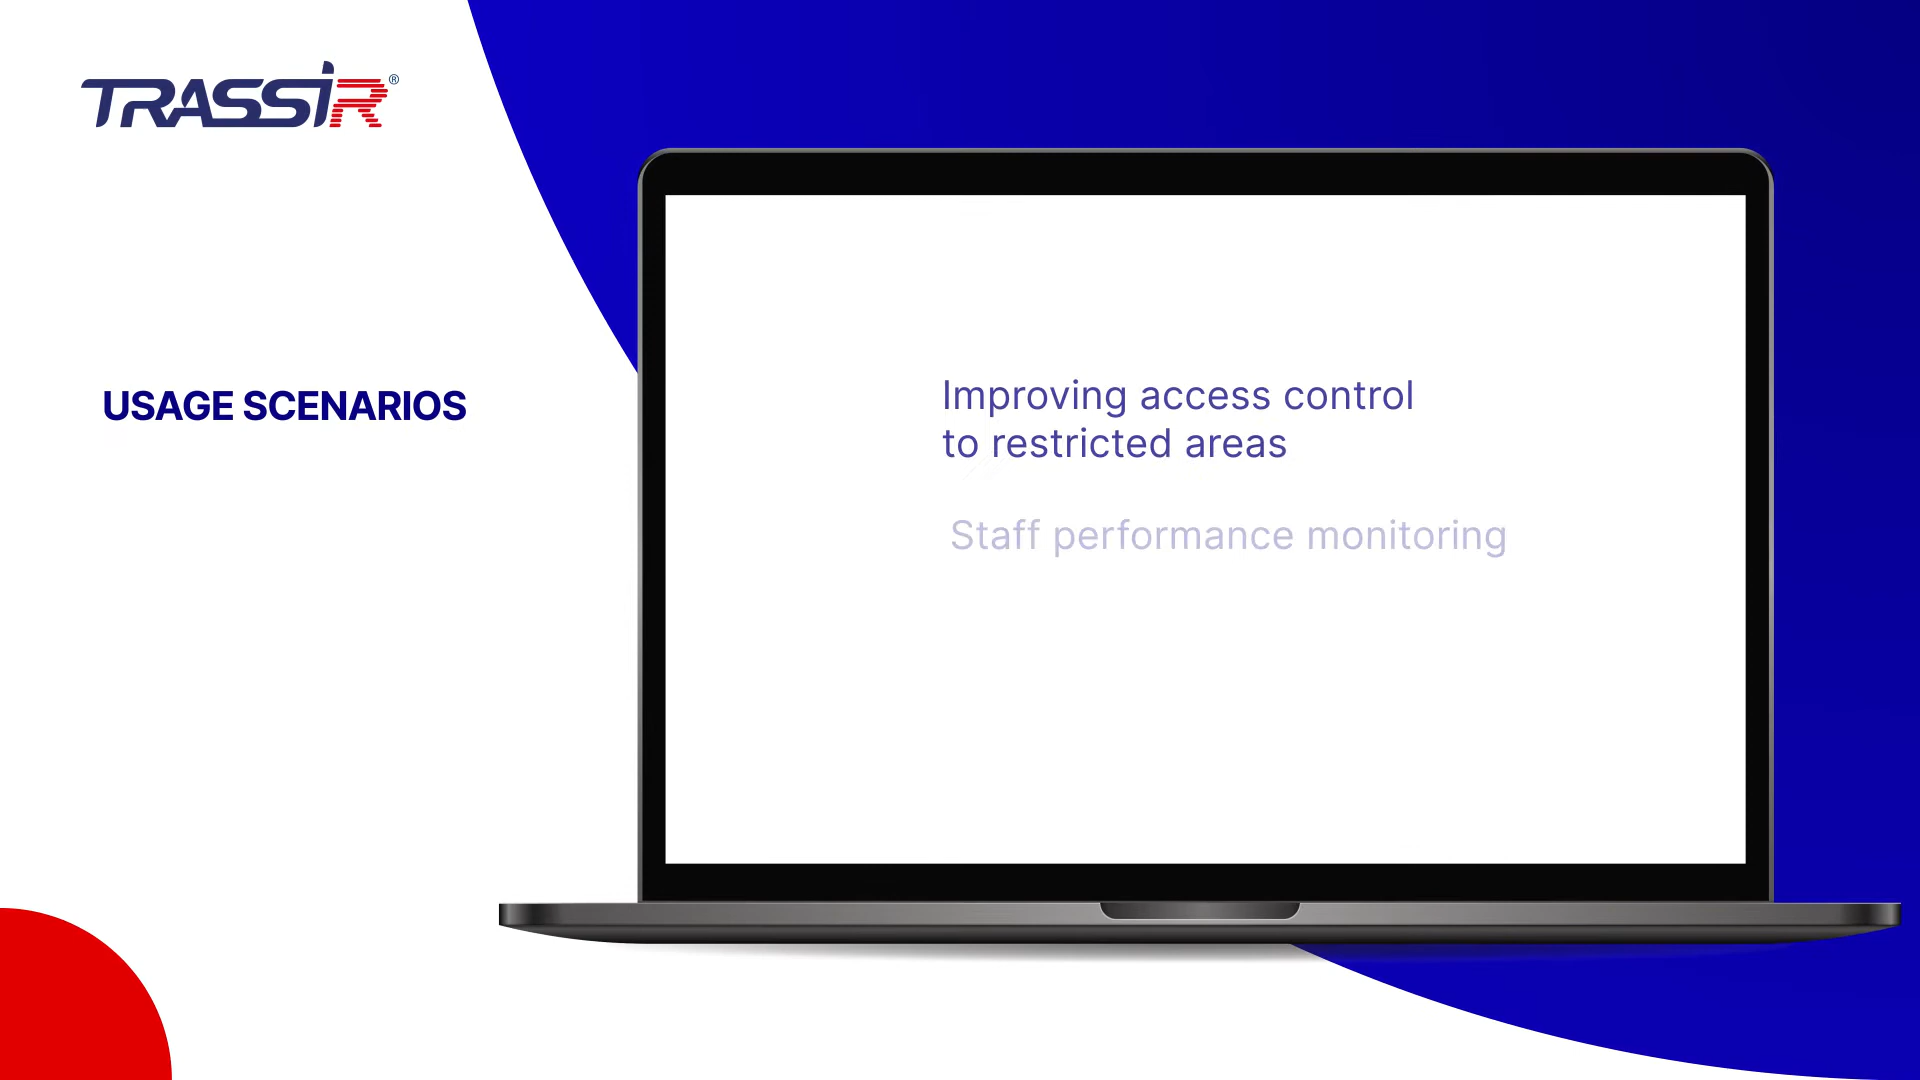 TRASSIR®
USAGE SCENARIOS
Improving access control
to restricted areas
Staff performance monitoring